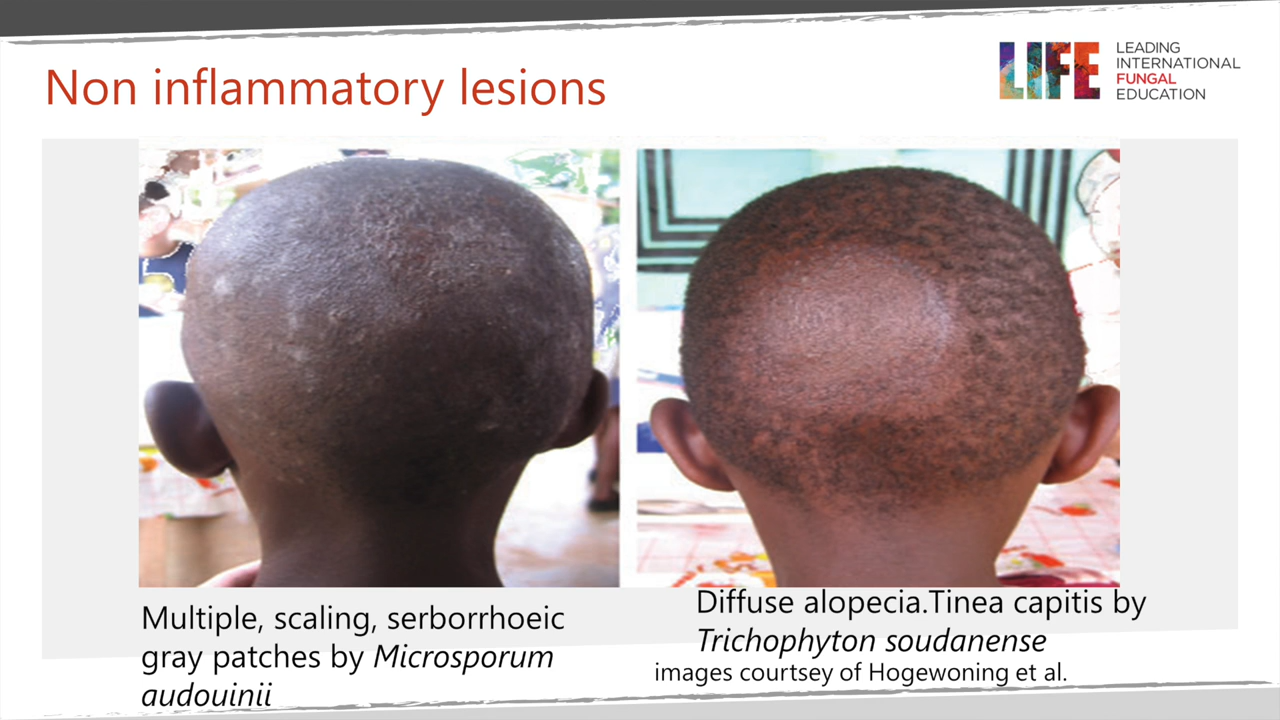 Non inflammatory lesions
LIFE
LEADING
INTERNATIONAL
FUNGAL
EDUCATION
Multiple, scaling, serborrhoeic
gray patches by Microsporum
audouinii
Diffuse alopecia.Tinea capitis by
Trichophyton soudanense
images courtsey of Hogewoning et al.